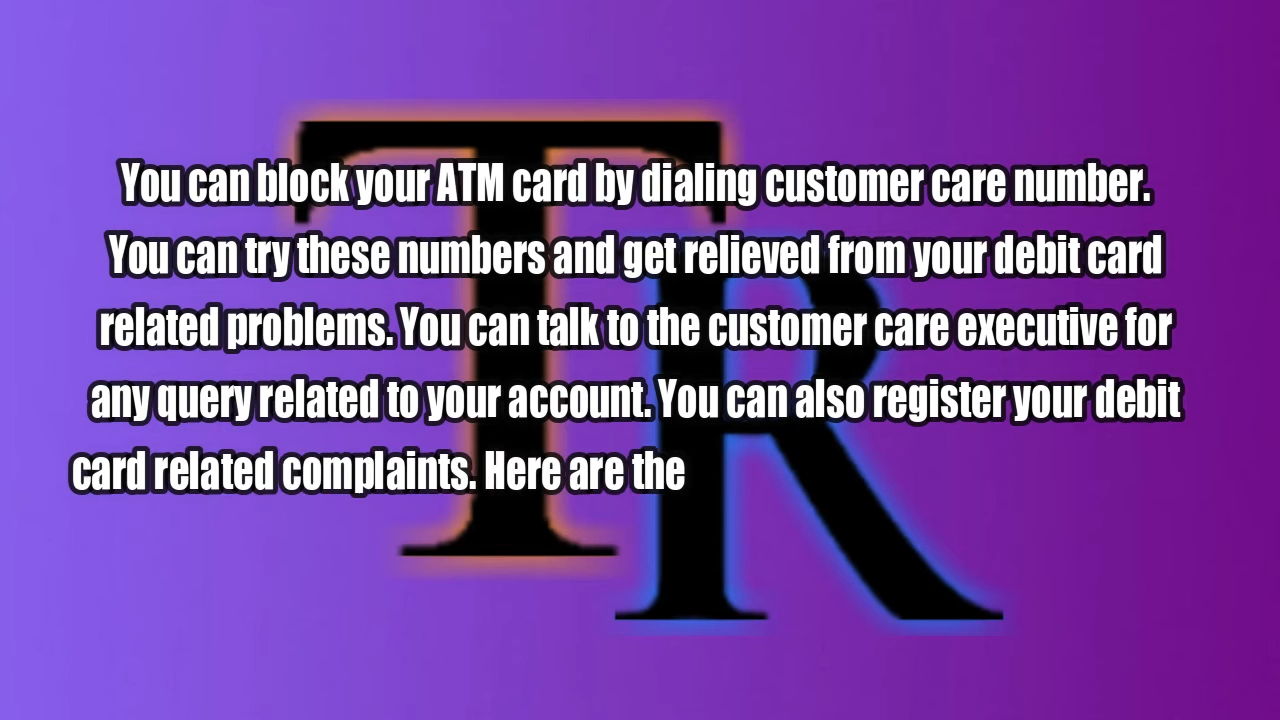 You can block your ATM card by dialing customer care number.
You can try these numbers and get relieved from your debit card
related problems. You can talk to the customer care executive for
any query related to your account. You can also register your debit
card related complaints. Here are the
TR